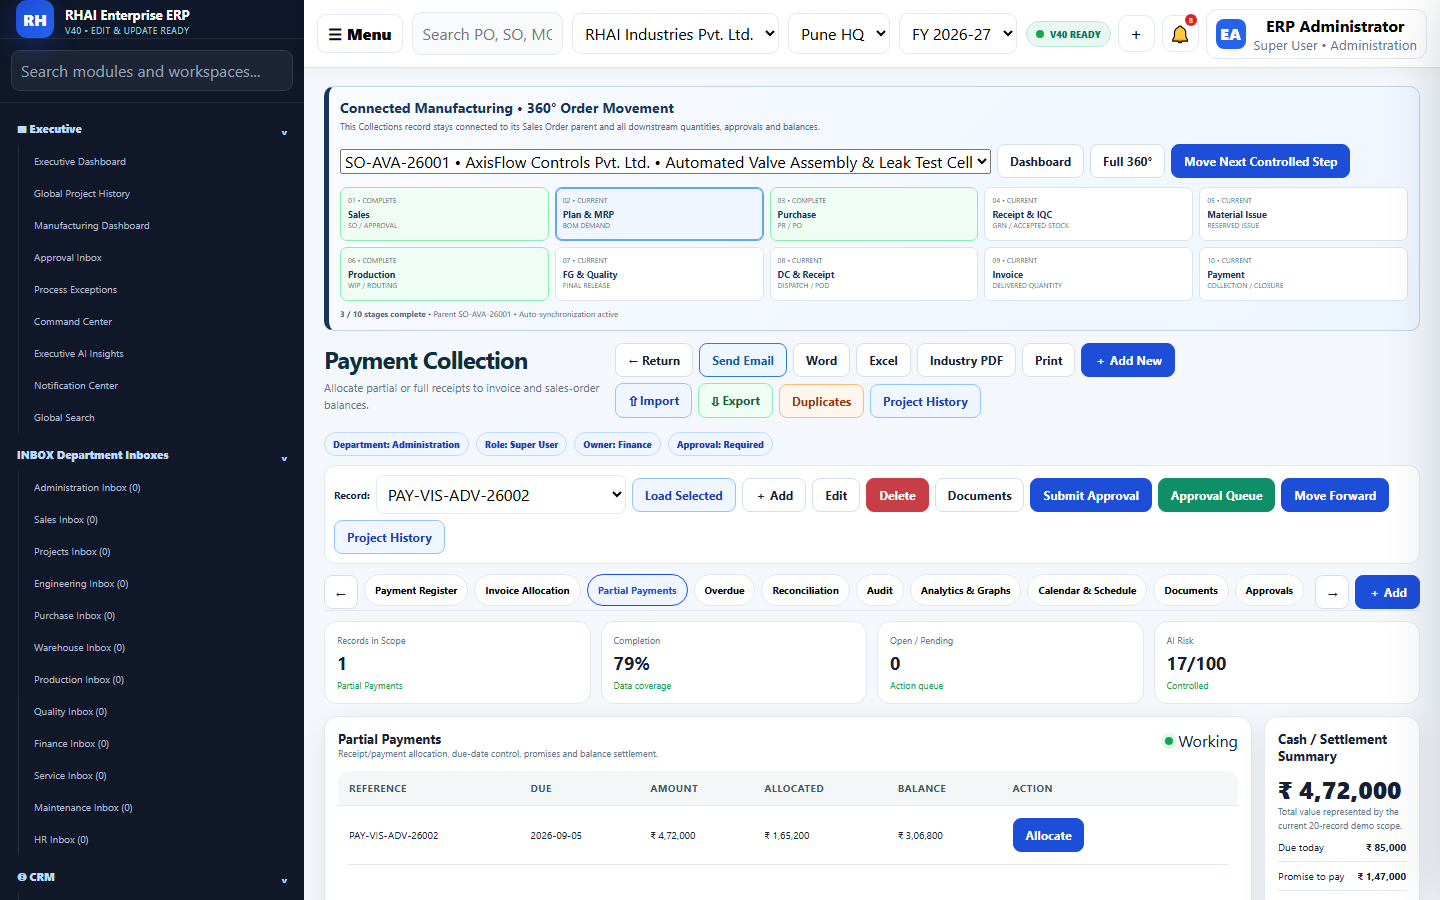 RH
RHAI Enterprise ERP
V40 • EDIT & UPDATE READY
Search modules and workspaces...
Executive
Executive Dashboard
Global Project History
Manufacturing Dashboard
Approval Inbox
Process Exceptions
Command Center
Executive AI Insights
Notification Center
Global Search
INBOX Department Inboxes
Administration Inbox (0)
Sales Inbox (0)
Projects Inbox (0)
Engineering Inbox (0)
Purchase Inbox (0)
Warehouse Inbox (0)
Production Inbox (0)
Quality Inbox (0)
Finance Inbox (0)
Service Inbox (0)
Maintenance Inbox (0)
HR Inbox (0)
CRM
☰ Menu
Search PO, SO, MO
RHAI Industries Pvt. Ltd.
Pune HQ
FY 2026-27
V40 READY
+
8
EA
ERP Administrator
Super User • Administration
Connected Manufacturing • 360° Order Movement
This Collections record stays connected to its Sales Order parent and all downstream quantities, approvals and balances.
SO-AVA-26001 • AxisFlow Controls Pvt. Ltd. • Automated Valve Assembly & Leak Test Cell
Dashboard
Full 360°
Move Next Controlled Step
01 • COMPLETE
Sales
SO / APPROVAL
02 • CURRENT
Plan & MRP
BOM DEMAND
03 • COMPLETE
Purchase
PR / PO
04 • CURRENT
Receipt & IQC
GRN / ACCEPTED STOCK
05 • CURRENT
Material Issue
RESERVED ISSUE
06 • COMPLETE
Production
WIP / ROUTING
07 • CURRENT
FG & Quality
FINAL RELEASE
08 • CURRENT
DC & Receipt
DISPATCH / POD
09 • CURRENT
Invoice
DELIVERED QUANTITY
10 • CURRENT
Payment
COLLECTION / CLOSURE
3 / 10 stages complete • Parent SO-AVA-26001 • Auto-synchronization active
Payment Collection
Allocate partial or full receipts to invoice and sales-order
balances.
← Return
Send Email
Word
Excel
Industry PDF
Print
+ Add New
⇧ Import
⇩ Export
Duplicates
Project History
Department: Administration
Role: Super User
Owner: Finance
Approval: Required
Record:
PAY-VIS-ADV-26002
Load Selected
+ Add
Edit
Delete
Documents
Submit Approval
Approval Queue
Move Forward
Project History
←
Payment Register
Invoice Allocation
Partial Payments
Overdue
Reconciliation
Audit
Analytics & Graphs
Calendar & Schedule
Documents
Approvals
→
+ Add
Records in Scope
1
Partial Payments
Completion
79%
Data coverage
Open / Pending
0
Action queue
AI Risk
17/100
Controlled
Partial Payments
Receipt/payment allocation, due-date control, promises and balance settlement.
Working
REFERENCE DUE AMOUNT ALLOCATED BALANCE ACTION
PAY-VIS-ADV-26002 2026-09-05 ₹ 4,72,000 ₹ 1,65,200 ₹ 3,06,800 Allocate
Cash / Settlement
Summary
₹ 4,72,000
Total value represented by the
current 20-record demo scope.
Due today ₹ 85,000
Promise to pay ₹ 1,47,000